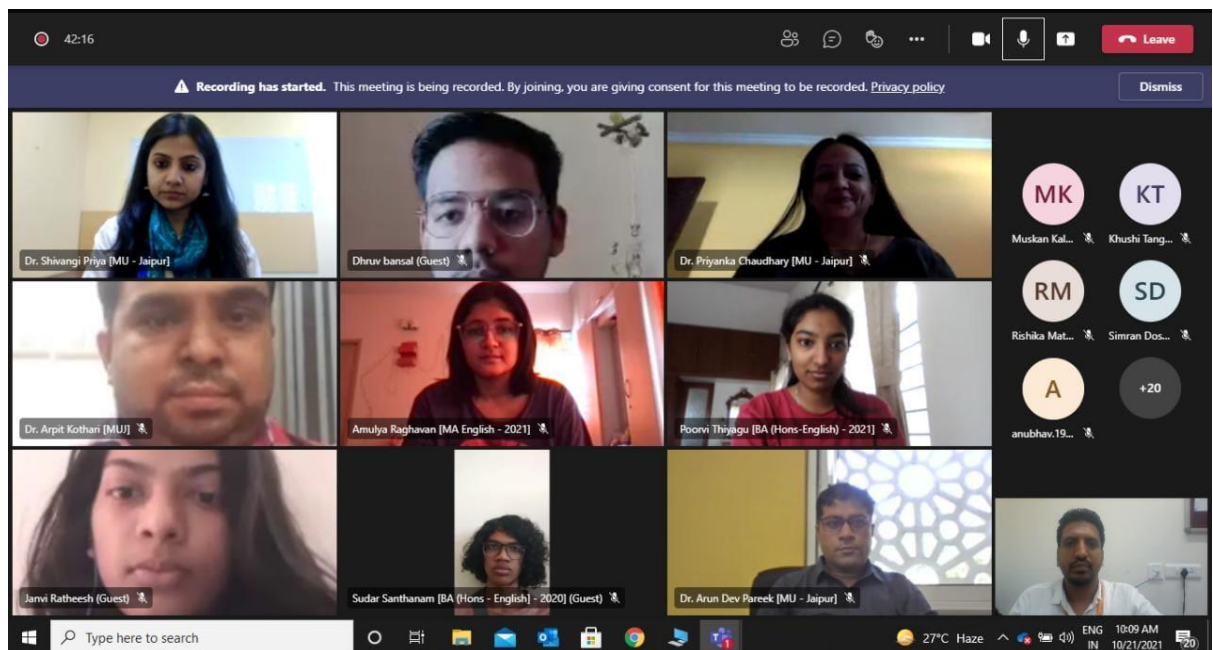 42:16
Leave
Recording has started. This meeting is being recorded. By joining, you are giving consent for this meeting to be recorded. Privacy policy
Dismiss
Dr. Shivangi Priya [MU - Jaipur]
Dhruv bansal (Guest)
Dr. Priyanka Chaudhary [MU - Jaipur]
MK
KT
Muskan Kal...
Khushi Tang...
RM
SD
Rishika Mat...
Simran Dos...
Dr. Arpit Kothari [MUJ]
Amulya Raghavan [MA English - 2021]
Poorvi Thiyagu [BA (Hons-English) - 2021]
A
+20
anubhav.19...
Janvi Ratheesh (Guest)
Sudar Santhanam [BA (Hons - English] - 2020] (Guest)
Dr. Arun Dev Pareek [MU - Jaipur]
Type here to search
27°C Haze
ENG
IN
10:09 AM
10/21/2021
20